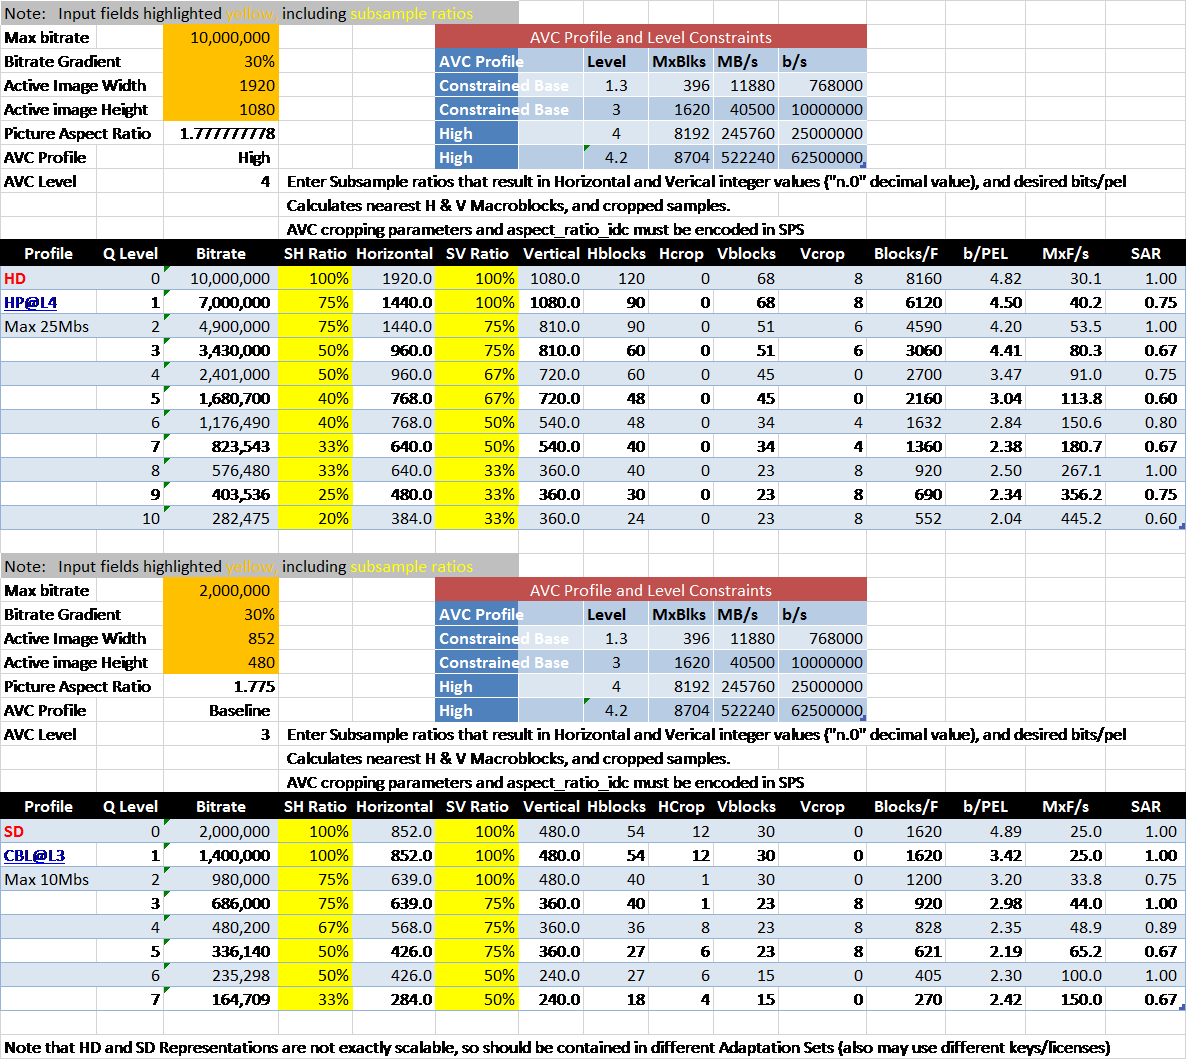 Note: Input fields highlighted yellow, including subsample ratios
Max bitrate 10,000,000 AVC Profile and Level Constraints
Bitrate Gradient 30% AVC Profile Level MxBlks MB/s b/s
Active Image Width 1920 Constrained Base 1.3 396 11880 768000
Active image Height 1080 Constrained Base 3 1620 40500 10000000
Picture Aspect Ratio 1.777777778 High 4 8192 245760 25000000
AVC Profile High High 4.2 8704 522240 62500000
AVC Level 4 Enter Subsample ratios that result in Horizontal and Verical integer values ("n.0" decimal value), and desired bits/pel
Calculates nearest H & V Macroblocks, and cropped samples.
AVC cropping parameters and aspect_ratio_idc must be encoded in SPS
Profile Q Level Bitrate SH Ratio Horizontal SV Ratio Vertical Hblocks Hcrop Vblocks Vcrop Blocks/F b/PEL MxF/s SAR
HD 0 10,000,000 100% 1920.0 100% 1080.0 120 0 68 8 8160 4.82 30.1 1.00
HP@L4 1 7,000,000 75% 1440.0 100% 1080.0 90 0 68 8 6120 4.50 40.2 0.75
Max 25Mbs 2 4,900,000 75% 1440.0 75% 810.0 90 0 51 6 4590 4.20 53.5 1.00
3 3,430,000 50% 960.0 75% 810.0 60 0 51 6 3060 4.41 80.3 0.67
4 2,401,000 50% 960.0 67% 720.0 60 0 45 0 2700 3.47 91.0 0.75
5 1,680,700 40% 768.0 67% 720.0 48 0 45 0 2160 3.04 113.8 0.60
6 1,176,490 40% 768.0 50% 540.0 48 0 34 4 1632 2.84 150.6 0.80
7 823,543 33% 640.0 50% 540.0 40 0 34 4 1360 2.38 180.7 0.67
8 576,480 33% 640.0 33% 360.0 40 0 23 8 920 2.50 267.1 1.00
9 403,536 25% 480.0 33% 360.0 30 0 23 8 690 2.34 356.2 0.75
10 282,475 20% 384.0 33% 360.0 24 0 23 8 552 2.04 445.2 0.60
Note: Input fields highlighted yellow, including subsample ratios
Max bitrate 2,000,000 AVC Profile and Level Constraints
Bitrate Gradient 30% AVC Profile Level MxBlks MB/s b/s
Active Image Width 852 Constrained Base 1.3 396 11880 768000
Active image Height 480 Constrained Base 3 1620 40500 10000000
Picture Aspect Ratio 1.775 High 4 8192 245760 25000000
AVC Profile Baseline High 4.2 8704 522240 62500000
AVC Level 3 Enter Subsample ratios that result in Horizontal and Verical integer values ("n.0" decimal value), and desired bits/pel
Calculates nearest H & V Macroblocks, and cropped samples.
AVC cropping parameters and aspect_ratio_idc must be encoded in SPS
Profile Q Level Bitrate SH Ratio Horizontal SV Ratio Vertical Hblocks HCrop Vblocks Vcrop Blocks/F b/PEL MxF/s SAR
SD 0 2,000,000 100% 852.0 100% 480.0 54 12 30 0 1620 4.89 25.0 1.00
CBL@L3 1 1,400,000 100% 852.0 100% 480.0 54 12 30 0 1620 3.42 25.0 1.00
Max 10Mbs 2 980,000 75% 639.0 100% 480.0 40 1 30 0 1200 3.20 33.8 0.75
3 686,000 75% 639.0 75% 360.0 40 1 23 8 920 2.98 44.0 1.00
4 480,200 67% 568.0 75% 360.0 36 8 23 8 828 2.35 48.9 0.89
5 336,140 50% 426.0 75% 360.0 27 6 23 8 621 2.19 65.2 0.67
6 235,298 50% 426.0 50% 240.0 27 6 15 0 405 2.30 100.0 1.00
7 164,709 33% 284.0 50% 240.0 18 4 15 0 270 2.42 150.0 0.67
Note that HD and SD Representations are not exactly scalable, so should be contained in different Adaptation Sets (also may use different keys/licenses)